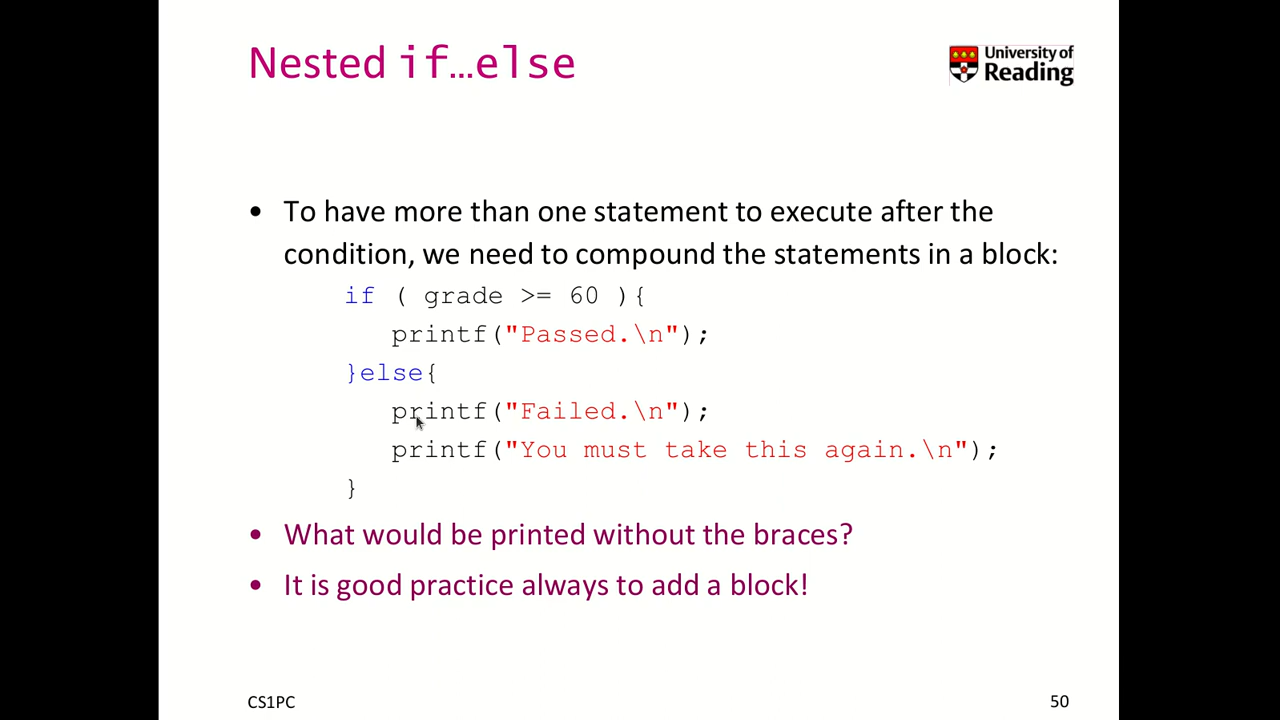 Nested if…else
University of
Reading
• To have more than one statement to execute after the
condition, we need to compound the statements in a block:
if ( grade >= 60 ){
printf("Passed.\n");
}else{
printf("Failed.\n");
printf("You must take this again.\n");
}
• What would be printed without the braces?
• It is good practice always to add a block!
CS1PC
50